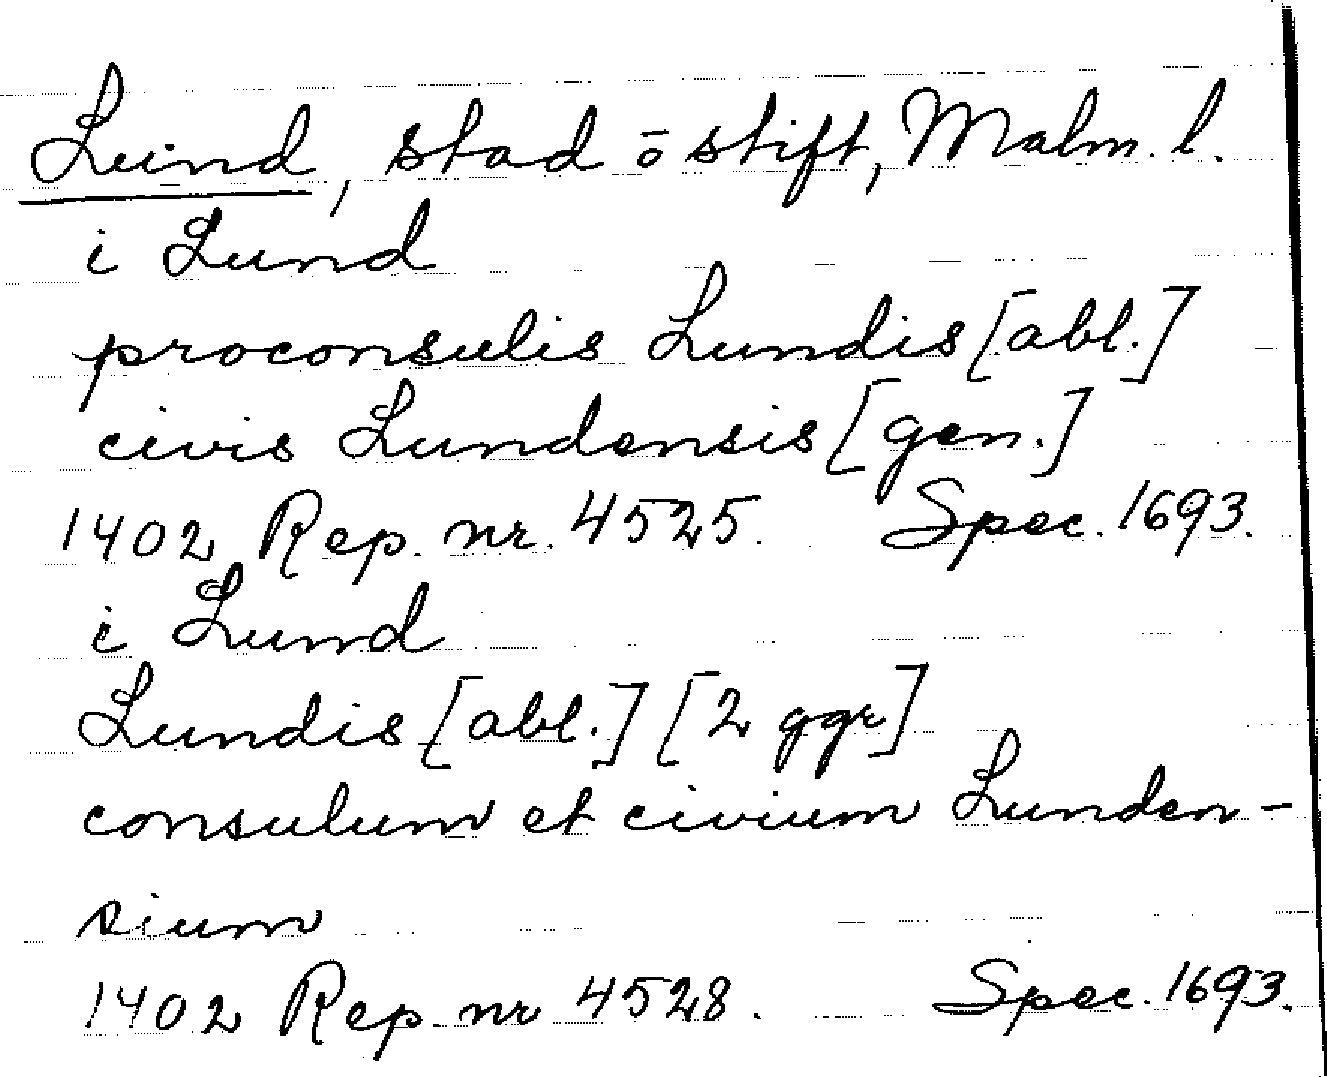 Lund, stad ō stift, Malm. l.
i Lund
proconsulis Lundis [abl.]
civis Lundensis [gen.]
1402 Rep. nr. 4525. Spec. 1693.
i Lund
Lundis [abl.] [2 ggr]
consulum et civium Lunden-
sium
1402 Rep. nr 4528. Spec. 1693.